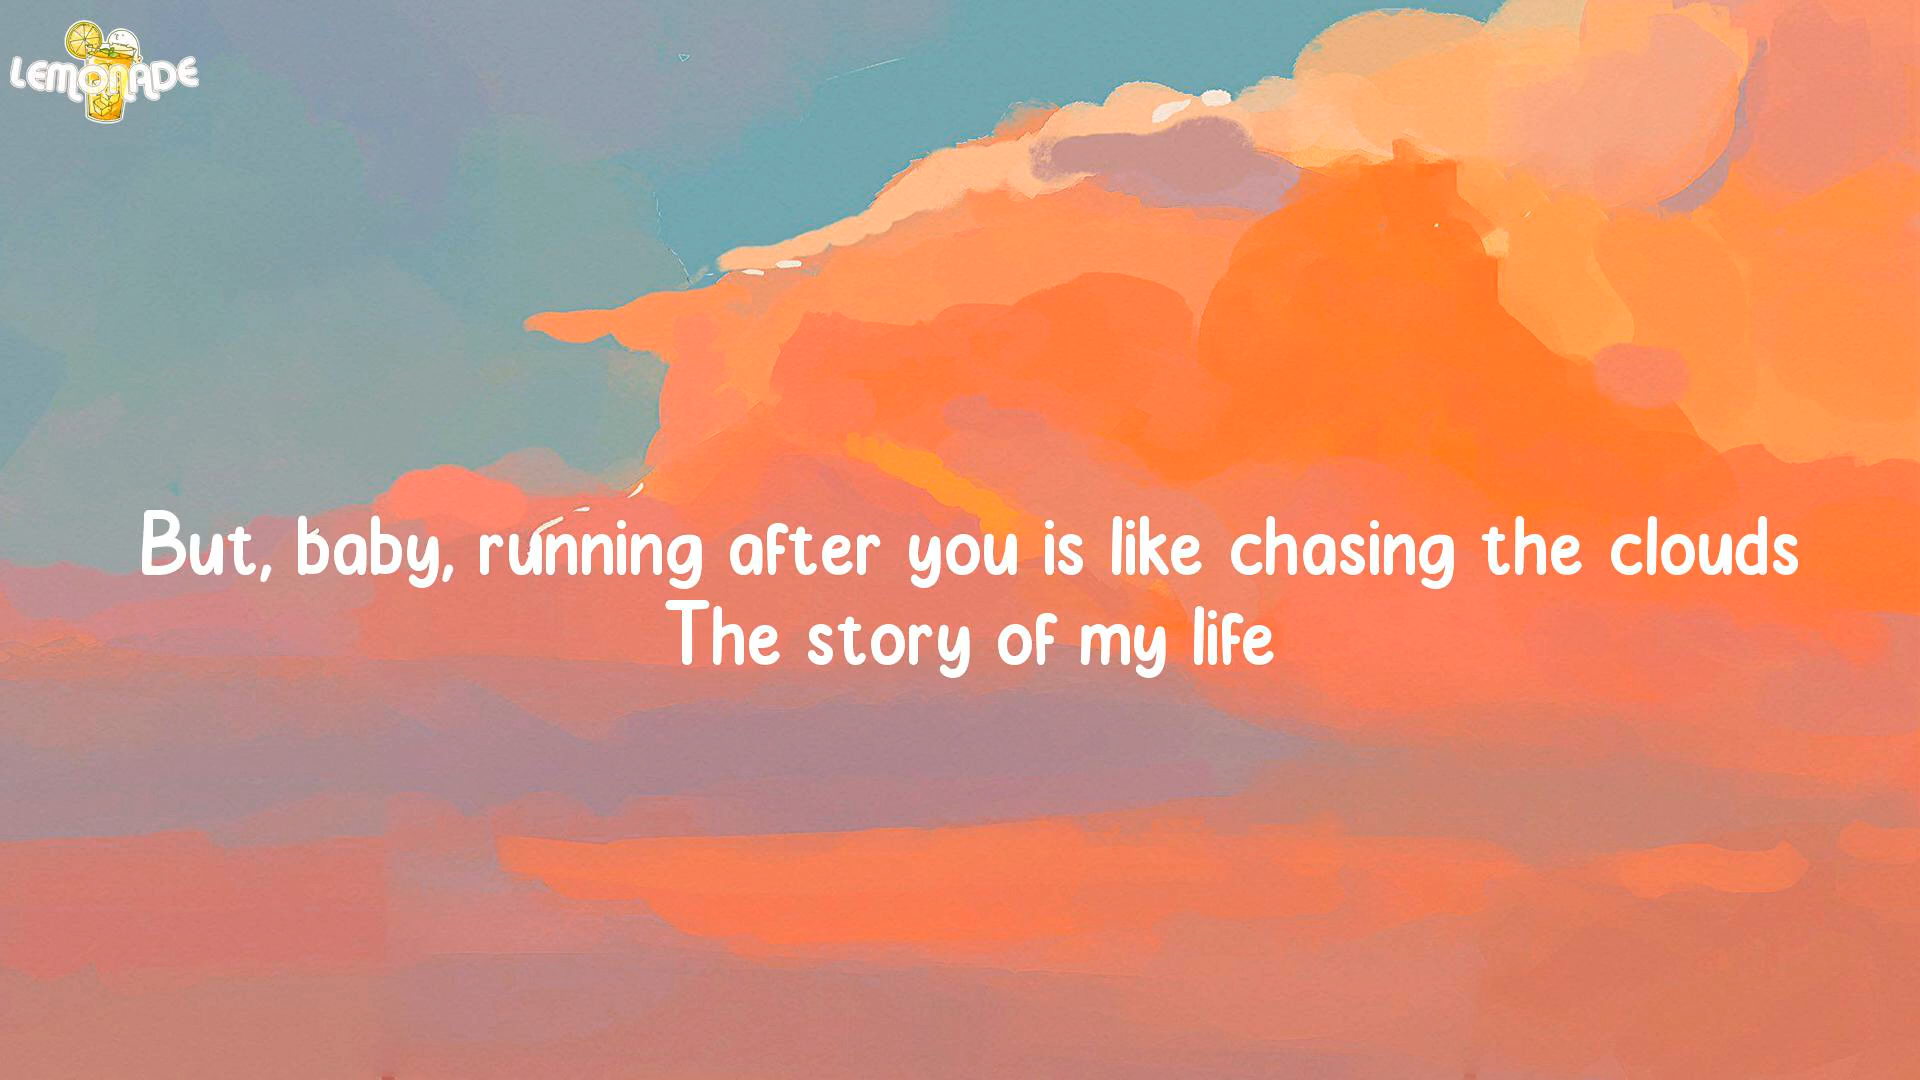 LEMONADE
But, baby, running after you is like chasing the clouds
The story of my life